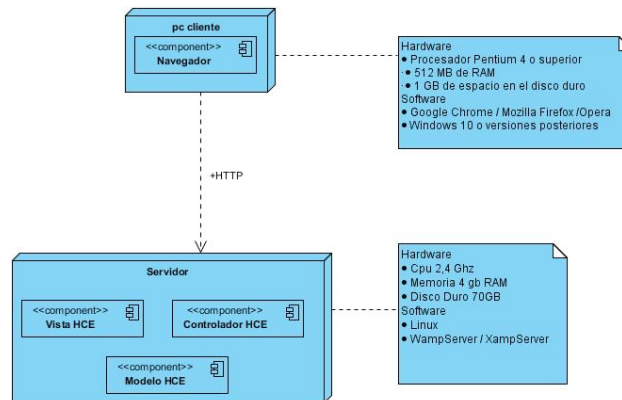 pc cliente
<<component>>
Navegador
Hardware
● Procesador Pentium 4 o superior
·● 512 MB de RAM
·● 1 GB de espacio en el disco duro
Software
● Google Chrome / Mozilla Firefox /Opera
● Windows 10 o versiones posteriores
+HTTP
Servidor
<<component>>
Vista HCE
<<component>>
Controlador HCE
<<component>>
Modelo HCE
Hardware
● Cpu 2,4 Ghz
● Memoria 4 gb RAM
● Disco Duro 70GB
Software
● Linux
● WampServer / XampServer